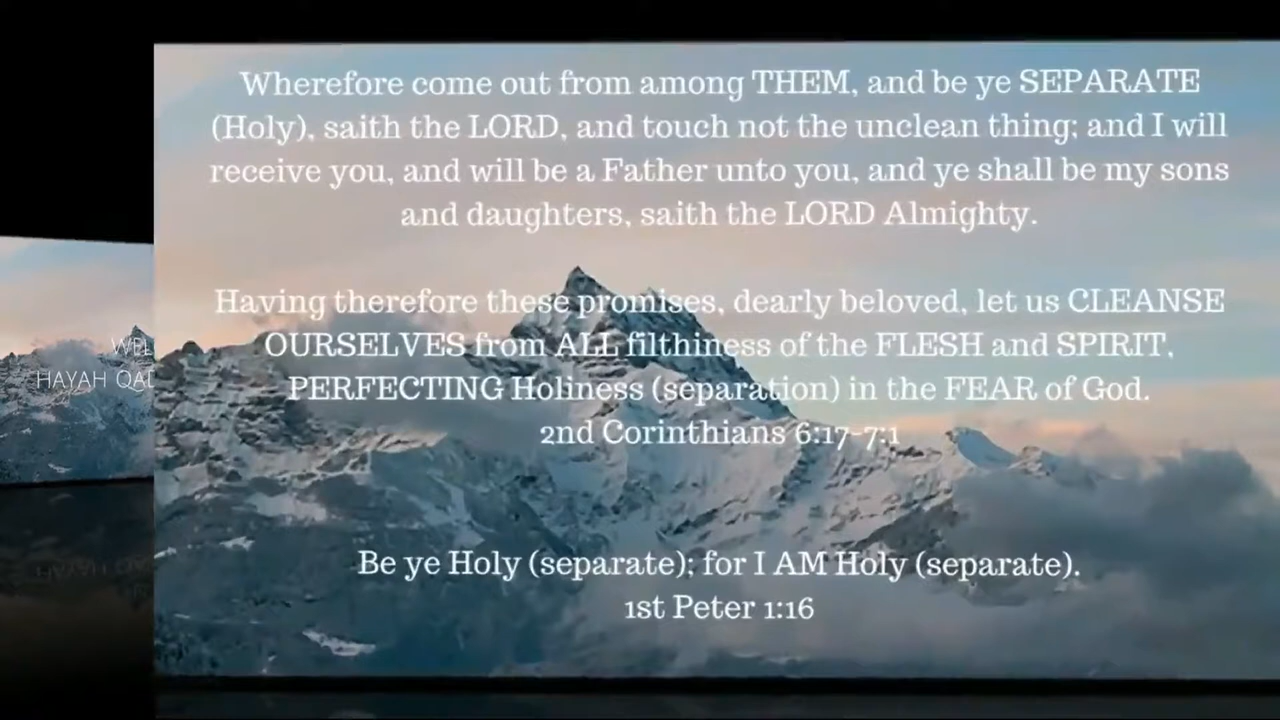 Wherefore come out from among THEM, and be ye SEPARATE
(Holy), saith the LORD, and touch not the unclean thing; and I will
receive you, and will be a Father unto you, and ye shall be my sons
and daughters, saith the LORD Almighty.
Having therefore these promises, dearly beloved, let us CLEANSE
OURSELVES from ALL filthiness of the FLESH and SPIRIT,
PERFECTING Holiness (separation) in the FEAR of God.
2nd Corinthians 6:17-7:1
Be ye Holy (separate); for I AM Holy (separate).
1st Peter 1:16
WEL
HAYAH QAD